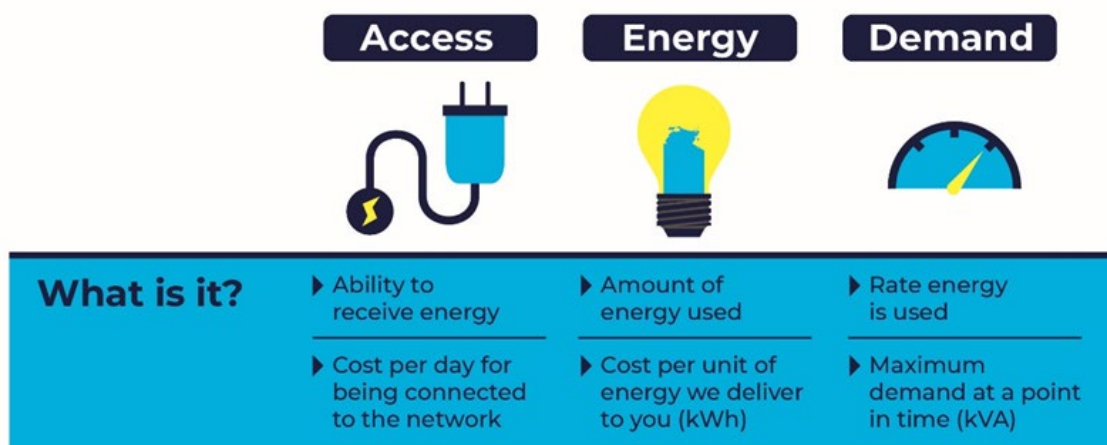 Access
Energy
Demand
What is it?
Ability to
receive energy
Cost per day for
being connected
to the network
Amount of
energy used
Cost per unit of
energy we deliver
to you (kWh)
Rate energy
is used
Maximum
demand at a point
in time (kVA)